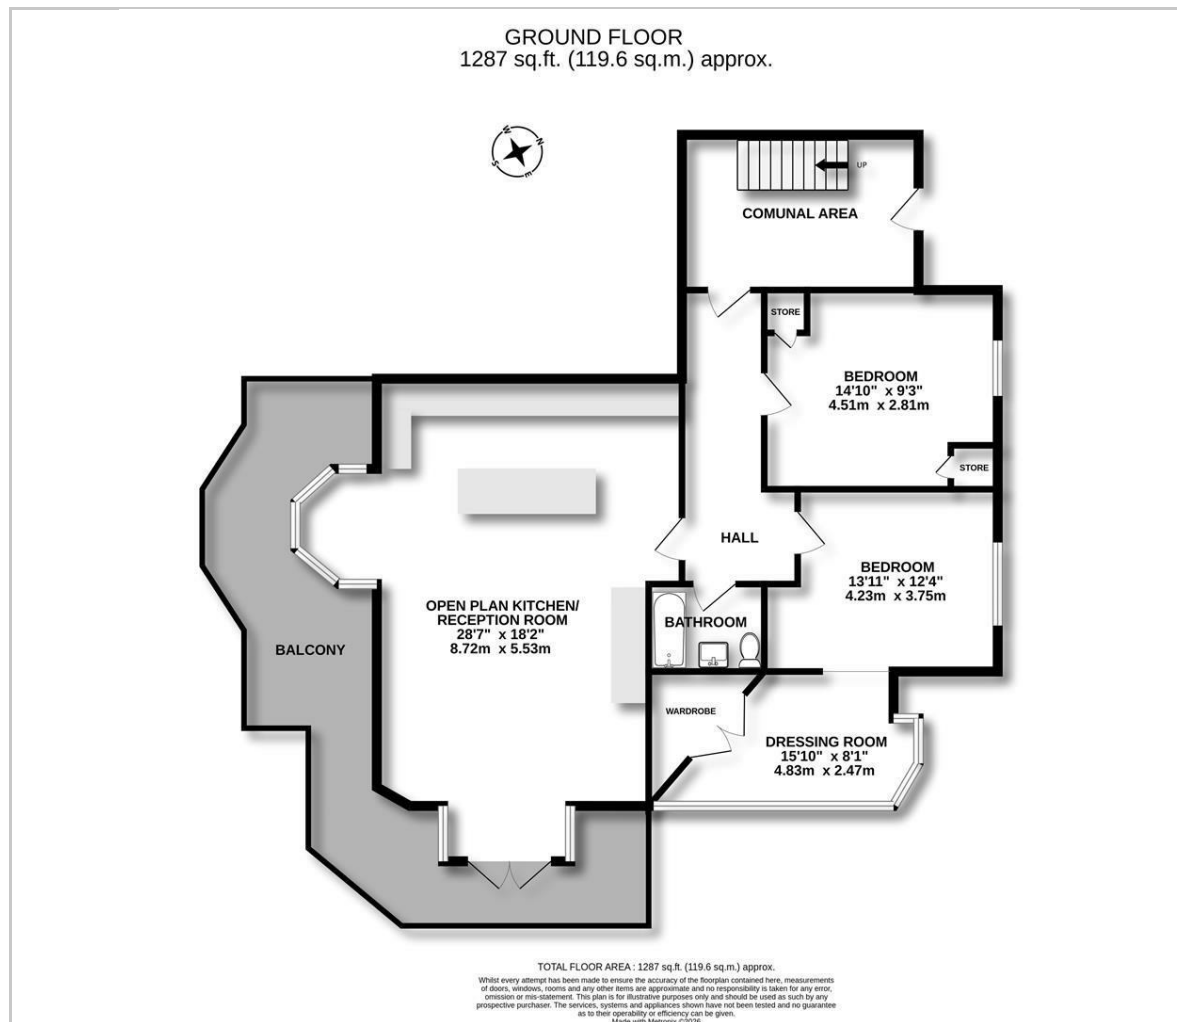 GROUND FLOOR
1287 sq.ft. (119.6 sq.m.) approx.
W
N
S
E
UP
COMUNAL AREA
STORE
BEDROOM
14'10" x 9'3"
4.51m x 2.81m
STORE
HALL
BEDROOM
13'11" x 12'4"
4.23m x 3.75m
OPEN PLAN KITCHEN/
RECEPTION ROOM
28'7" x 18'2"
8.72m x 5.53m
BATHROOM
BALCONY
WARDROBE
DRESSING ROOM
15'10" x 8'1"
4.83m x 2.47m
TOTAL FLOOR AREA : 1287 sq.ft. (119.6 sq.m.) approx.
Whilst every attempt has been made to ensure the accuracy of the floorplan contained here, measurements
of doors, windows, rooms and any other items are approximate and no responsibility is taken for any error,
omission or mis-statement. This plan is for illustrative purposes only and should be used as such by any
prospective purchaser. The services, systems and appliances shown have not been tested and no guarantee
as to their operability or efficiency can be given.
Made with Metropix ©2026